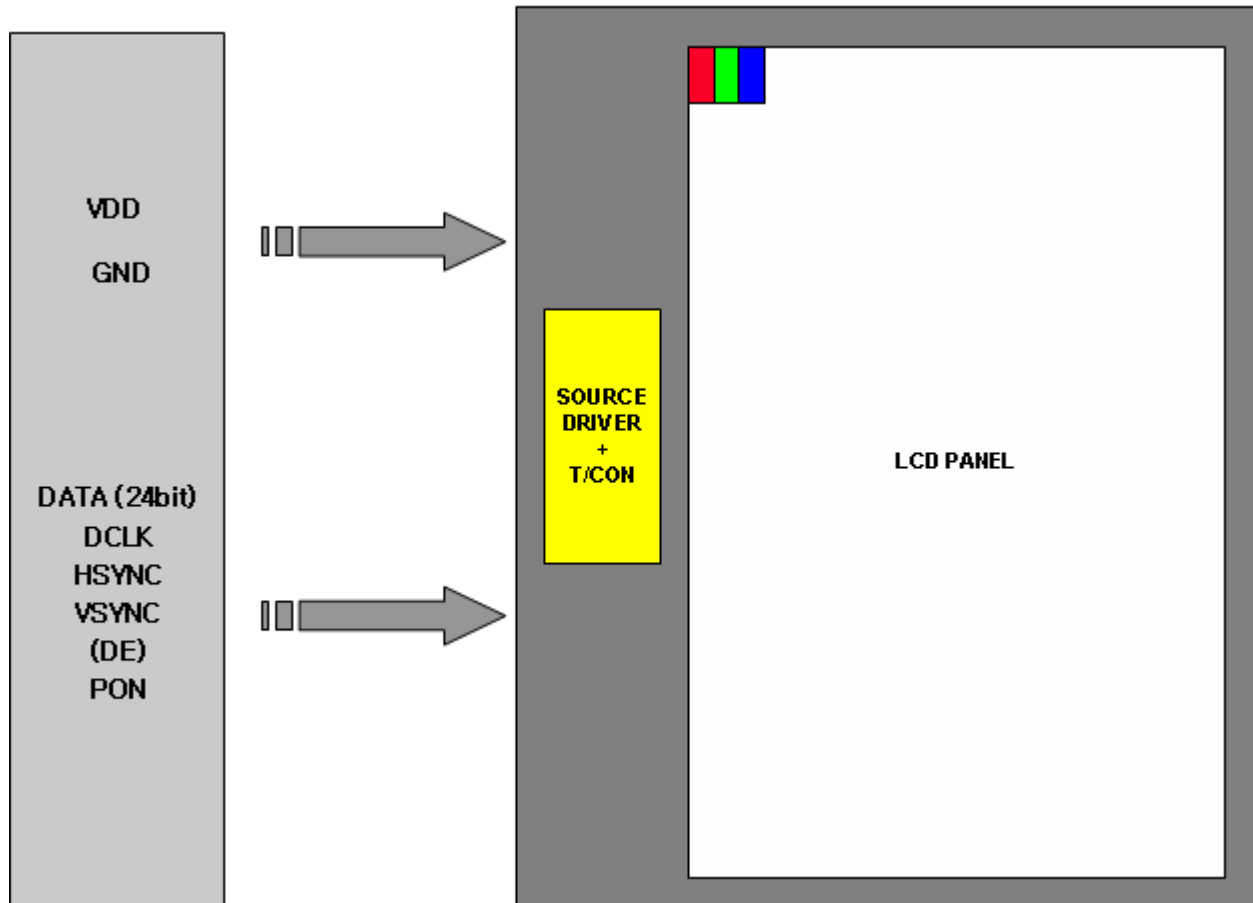 VDD
GND
DATA (24bit)
DCLK
HSYNC
VSYNC
(DE)
PON
SOURCE
DRIVER
+
T/CON
LCD PANEL